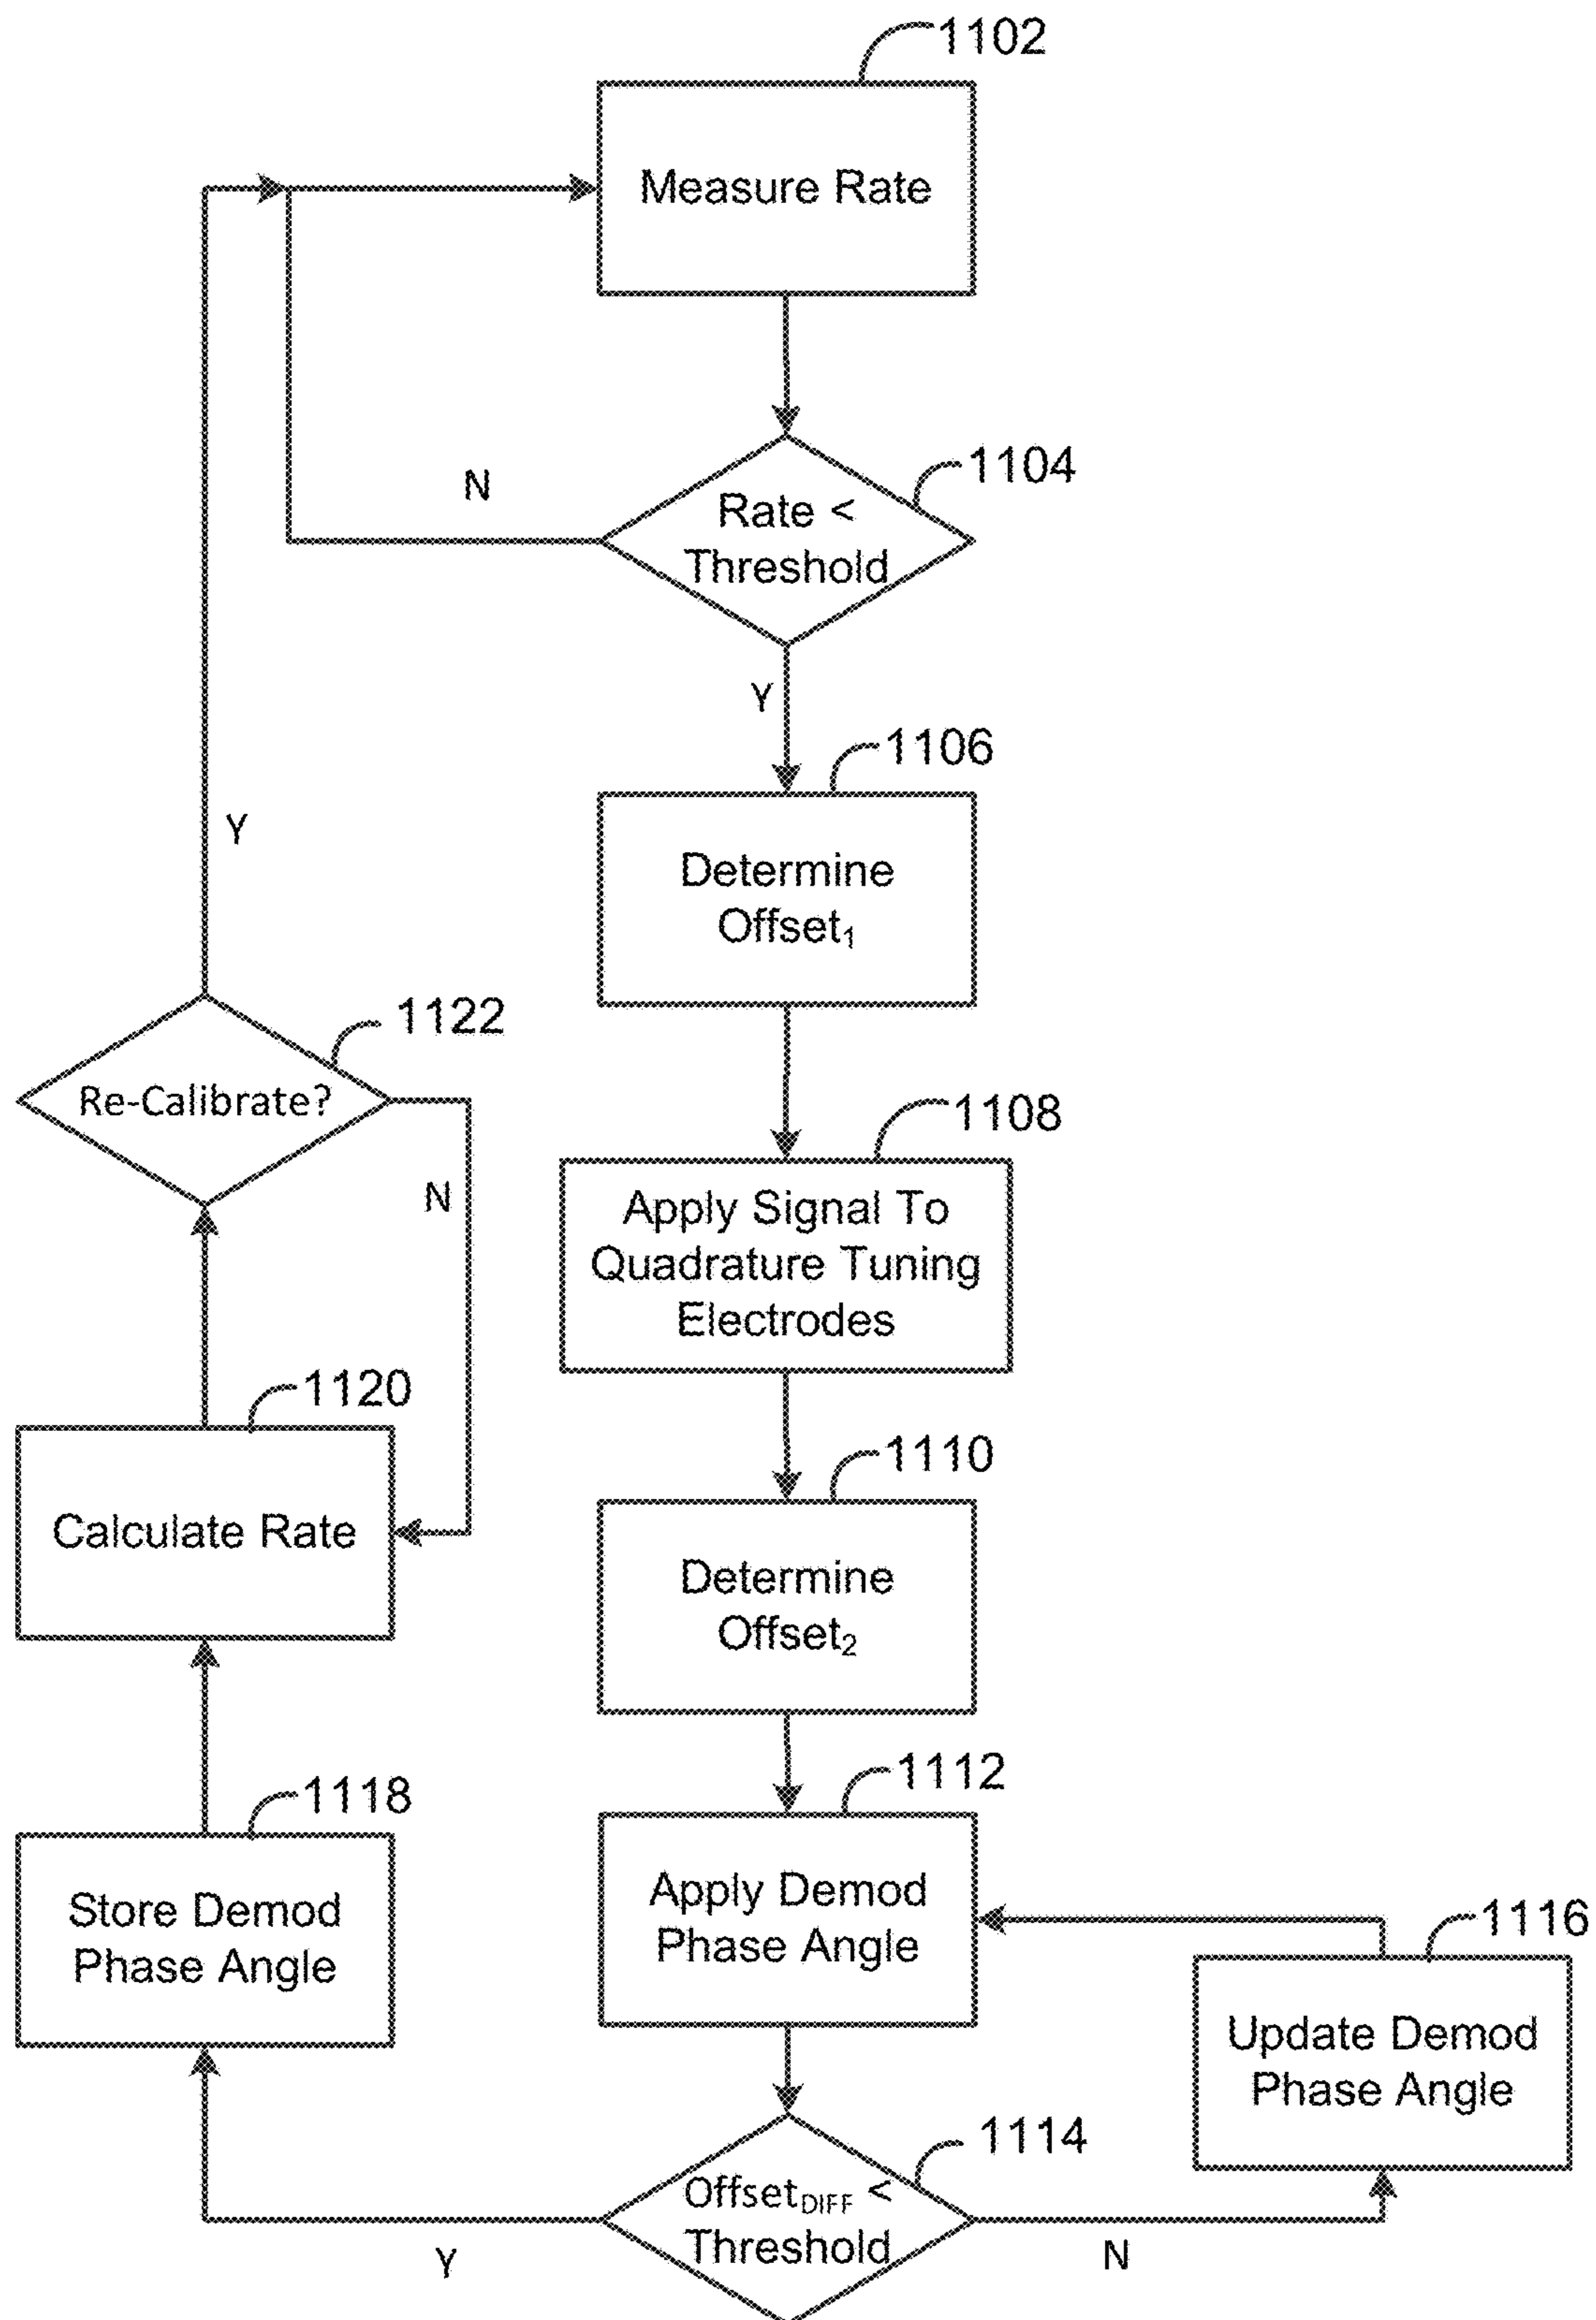 1102
Measure Rate
1104
N
Rate <
Threshold
Y
1106
Determine
Offset₁
Y
1122
Re-Calibrate?
N
1108
Apply Signal To
Quadrature Tuning
Electrodes
1120
Calculate Rate
1110
Determine
Offset₂
1112
Apply Demod
Phase Angle
1118
Store Demod
Phase Angle
1116
Update Demod
Phase Angle
1114
Offset_DIFF <
Threshold
Y
N